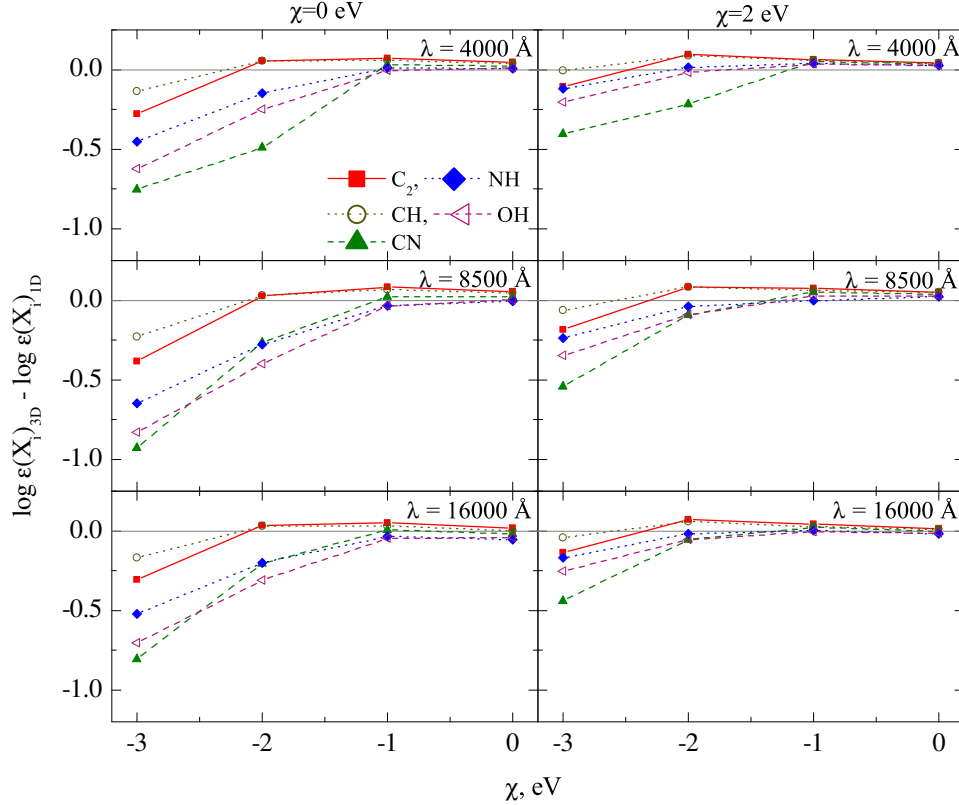 χ=0 eV
χ=2 eV
λ = 4000 Å
λ = 4000 Å
0.0
-0.5
-1.0
C₂, NH
CH, OH
CN
λ = 8500 Å
λ = 8500 Å
0.0
-0.5
-1.0
λ = 16000 Å
λ = 16000 Å
0.0
-0.5
-1.0
log ε(Xᵢ)₃D - log ε(Xᵢ)₁D
-3 -2 -1 0 -3 -2 -1 0
χ, eV